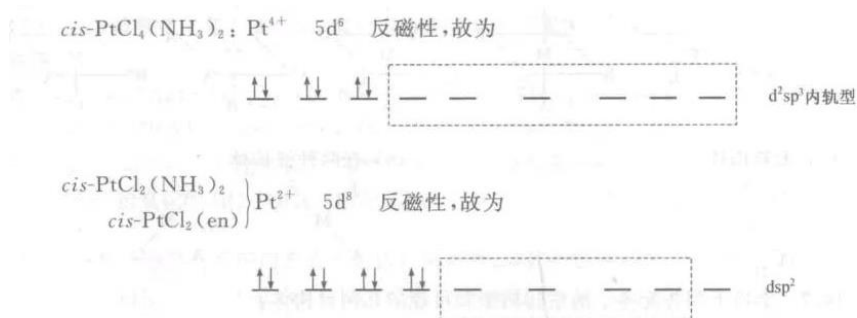 cis-PtCl₄(NH₃)₂：Pt⁴⁺ 5d⁶ 反磁性，故为
d²sp³内轨型
cis-PtCl₂(NH₃)₂
cis-PtCl₂(en)
Pt²⁺ 5d⁸ 反磁性，故为
dsp²